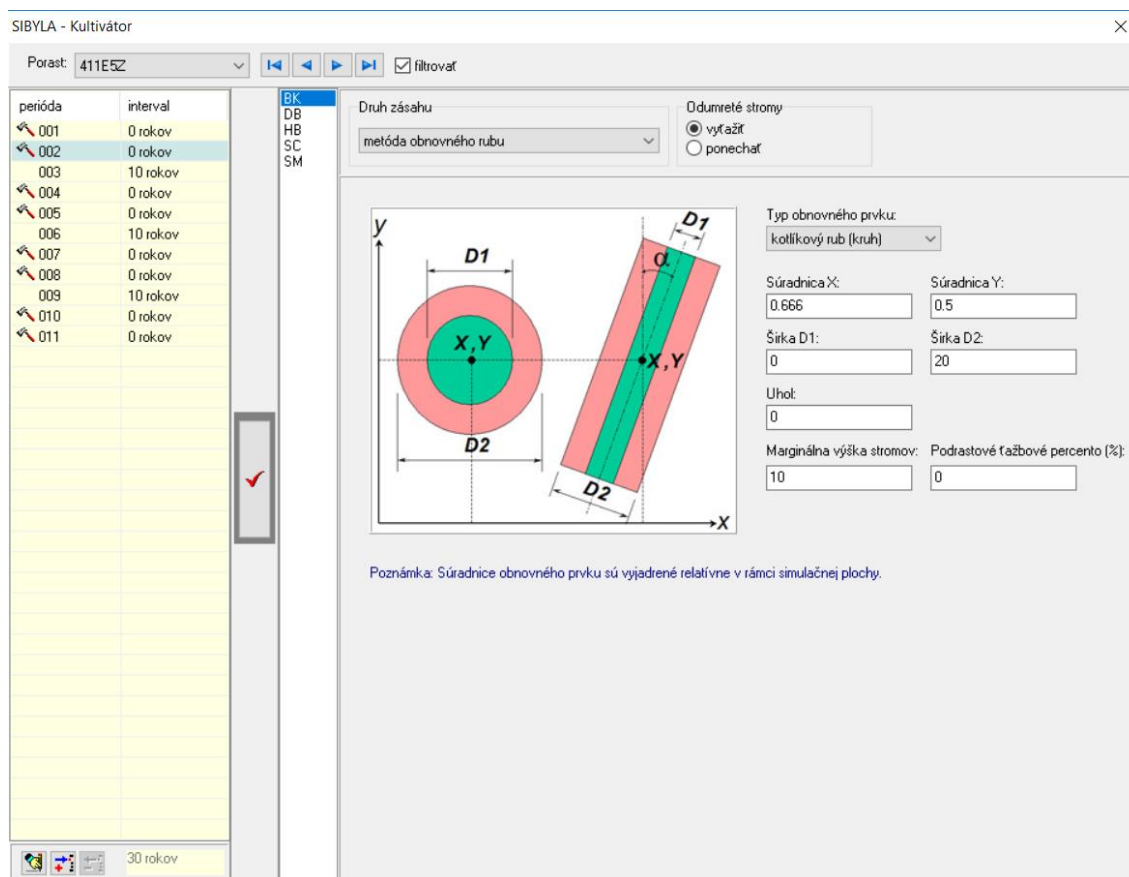 SIBYLA - Kultivátor
Porast: 411E5Z filtrovať
perióda interval
001 0 rokov
002 0 rokov
003 10 rokov
004 0 rokov
005 0 rokov
006 10 rokov
007 0 rokov
008 0 rokov
009 10 rokov
010 0 rokov
011 0 rokov
30 rokov
BK
DB
HB
SC
SM
Druh zásahu
metóda obnovného rubu
Odumreté stromy
vyťažiť
ponechať
y
D1
X,Y
D2
D1
α
X,Y
D2
X
Typ obnovného prvku:
kotlíkový rub (kruh)
Súradnica X: Súradnica Y:
0.666 0.5
Šírka D1: Šírka D2:
0 20
Uhol:
0
Marginálna výška stromov: Podrastové ťažbové percento (%):
10 0
Poznámka: Súradnice obnovného prvku sú vyjadrené relatívne v rámci simulačnej plochy.